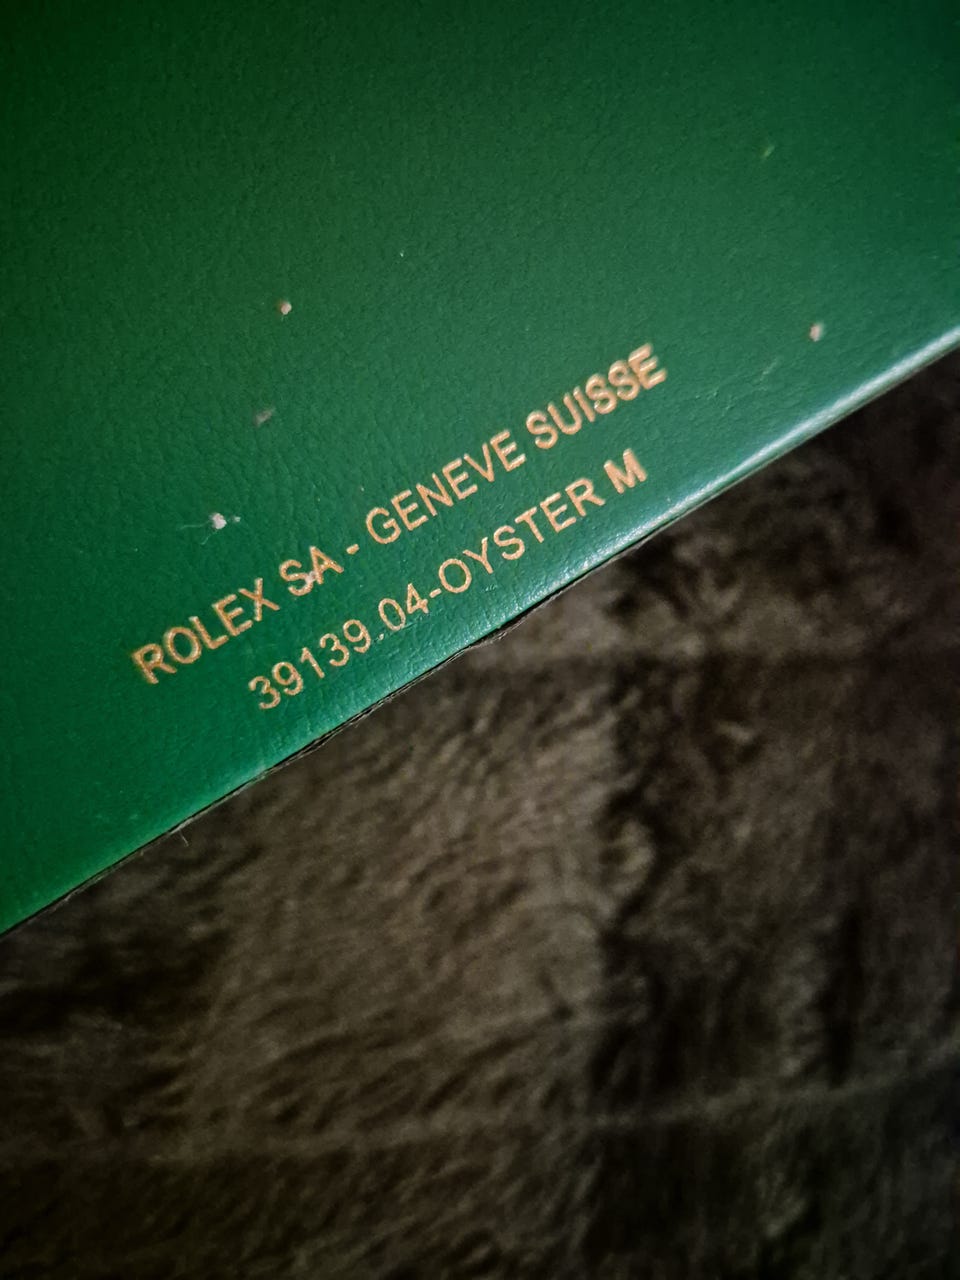 ROLEX SA - GENEVE SUISSE
39139.04-OYSTER M